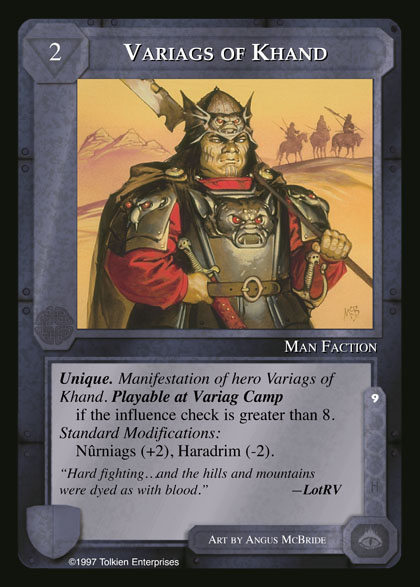 2
VARIAGS OF KHAND
McB
MAN FACTION
Unique. Manifestation of hero Variags of
Khand. Playable at Variag Camp
if the influence check is greater than 8.
Standard Modifications:
Nûrniags (+2), Haradrim (-2).
“Hard fighting…and the hills and mountains
were dyed as with blood.” –LotRV
9
H
ART BY ANGUS MCBRIDE
©1997 Tolkien Enterprises